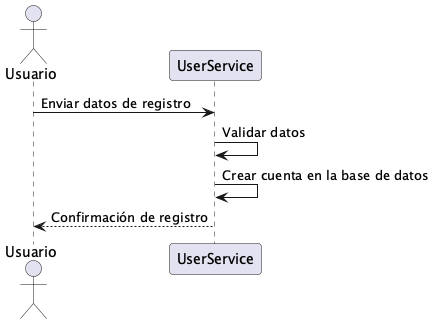 Usuario
UserService
Enviar datos de registro
Validar datos
Crear cuenta en la base de datos
Confirmación de registro
Usuario
UserService